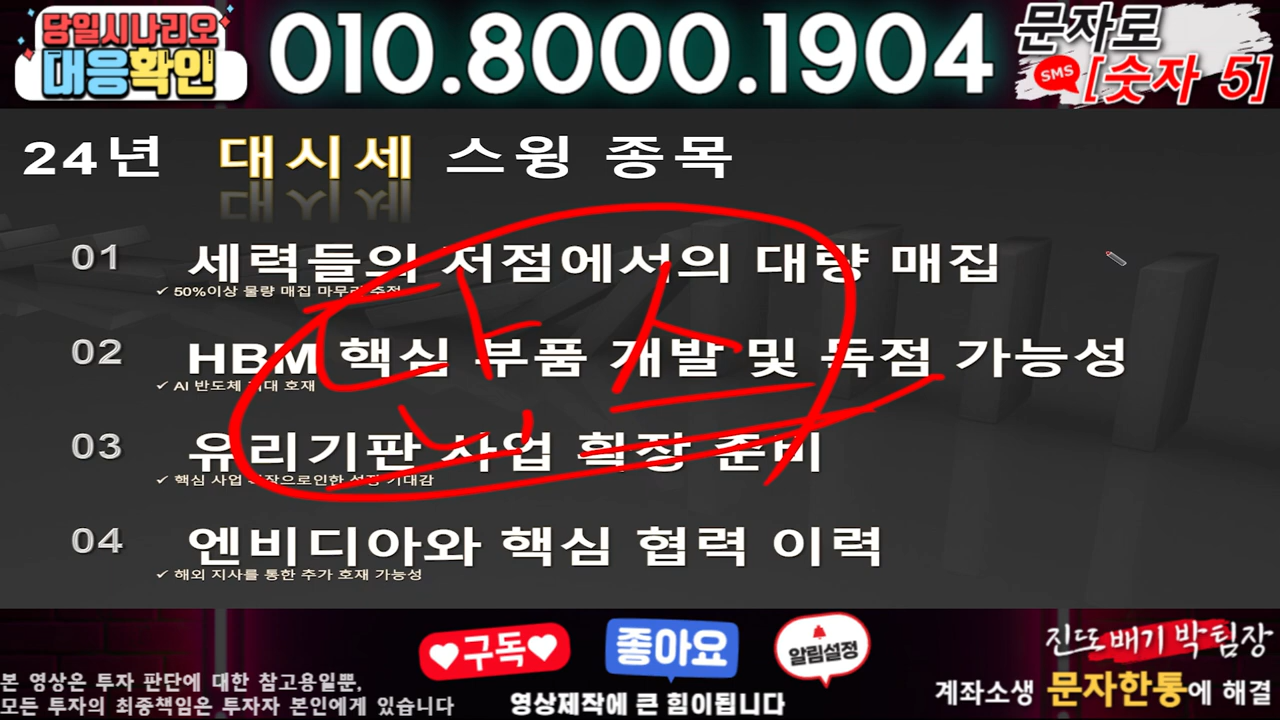 당일시나리오
대응확인
010.8000.1904
문자로
SMS [숫자 5]
24년 대시세 스윙 종목
01 세력들의 저점에서의 대량 매집
✓ 50%이상 물량 매집 마무리 추정
02 HBM 핵심 부품 개발 및 독점 가능성
✓ AI 반도체 시대 호재
단스
03 유리기판 사업 확장 준비
✓ 핵심 사업 확장으로인한 성장 기대감
04 엔비디아와 핵심 협력 이력
✓ 해외 지사를 통한 추가 호재 가능성
구독
좋아요
알림설정
영상제작에 큰 힘이됩니다
본 영상은 투자 판단에 대한 참고용일뿐,
모든 투자의 최종책임은 투자자 본인에게 있습니다
진또배기 박팀장
계좌소생 문자한통에 해결